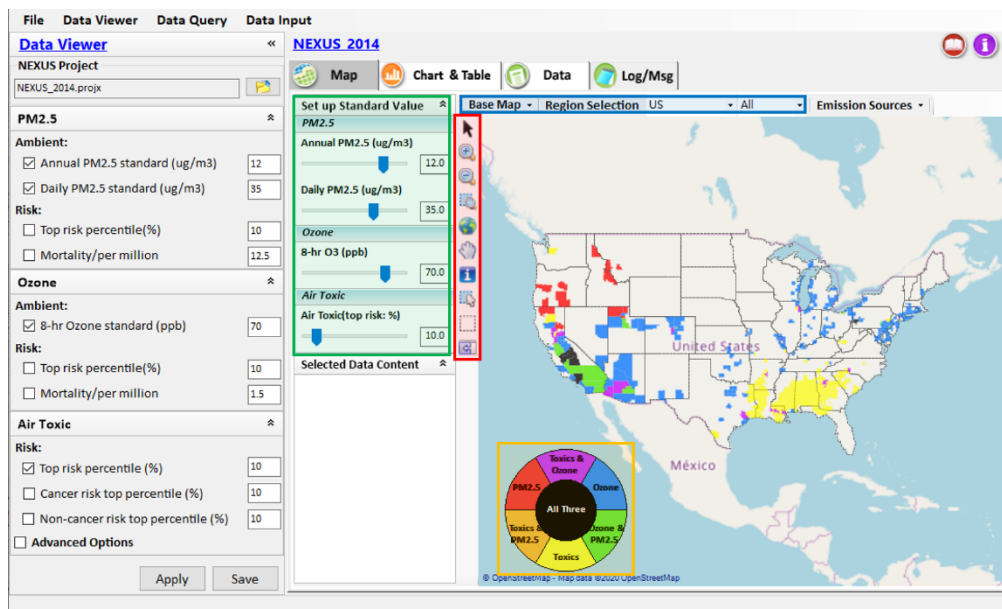 File Data Viewer Data Query Data Input
Data Viewer «
NEXUS Project
NEXUS_2014.projx
PM2.5
Ambient:
Annual PM2.5 standard (ug/m3) 12
Daily PM2.5 standard (ug/m3) 35
Risk:
Top risk percentile(%) 10
Mortality/per million 12.5
Ozone
Ambient:
8-hr Ozone standard (ppb) 70
Risk:
Top risk percentile(%) 10
Mortality/per million 1.5
Air Toxic
Risk:
Top risk percentile (%) 10
Cancer risk top percentile (%) 10
Non-cancer risk top percentile (%) 10
Advanced Options
Apply Save
NEXUS 2014
Map Chart & Table Data Log/Msg
Set up Standard Value
PM2.5
Annual PM2.5 (ug/m3)
12.0
Daily PM2.5 (ug/m3)
35.0
Ozone
8-hr O3 (ppb)
70.0
Air Toxic
Air Toxic(top risk: %)
10.0
Selected Data Content
Base Map Region Selection US All Emission Sources
United States
México
Toxics &
Ozone
PM2.5 Ozone
All Three
Toxics &
PM2.5
Ozone &
PM2.5
Toxics
© OpenStreetMap - Map data ©2020 OpenStreetMap